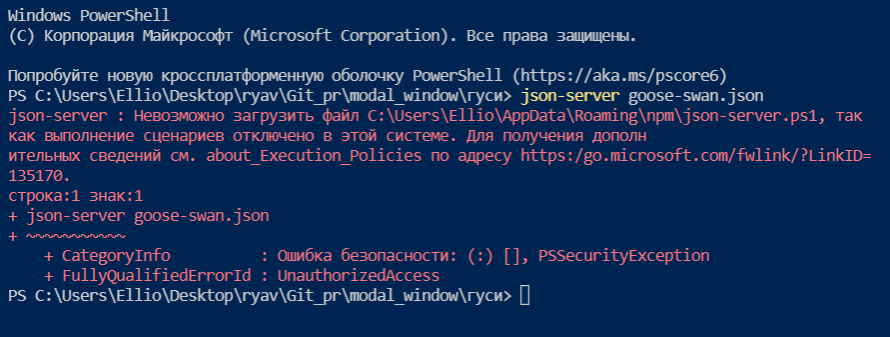 Windows PowerShell
(C) Корпорация Майкрософт (Microsoft Corporation). Все права защищены.
Попробуйте новую кроссплатформенную оболочку PowerShell (https://aka.ms/pscore6)
PS C:\Users\Ellio\Desktop\ryav\Git_pr\modal_window\гуси> json-server goose-swan.json
json-server : Невозможно загрузить файл C:\Users\Ellio\AppData\Roaming\npm\json-server.ps1, так
как выполнение сценариев отключено в этой системе. Для получения дополн
ительных сведений см. about_Execution_Policies по адресу https:/go.microsoft.com/fwlink/?LinkID=
135170.
строка:1 знак:1
+ json-server goose-swan.json
+ ~~~~~~~~~~~
    + CategoryInfo          : Ошибка безопасности: (:) [], PSSecurityException
    + FullyQualifiedErrorId : UnauthorizedAccess
PS C:\Users\Ellio\Desktop\ryav\Git_pr\modal_window\гуси>